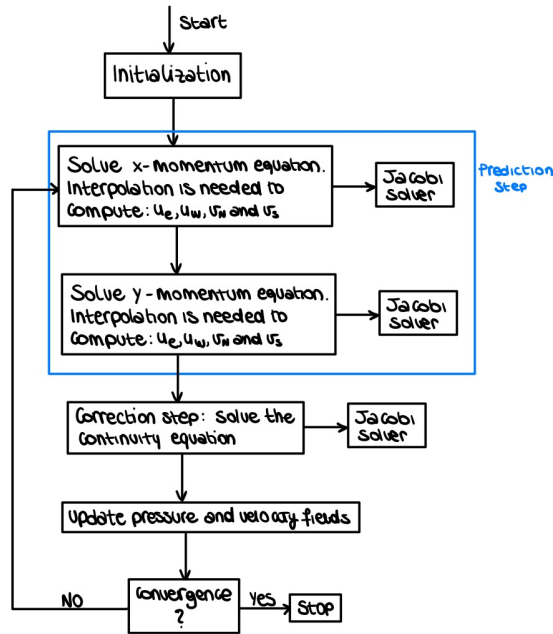 Start
Initialization
Solve x-momentum equation.
Interpolation is needed to
compute: ue, uw, vN and vs
Jacobi
solver
Prediction
step
Solve y-momentum equation.
Interpolation is needed to
compute: ue, uw, vN and vs
Jacobi
solver
Correction step: solve the
continuity equation
Jacobi
solver
Update pressure and velocity fields
Convergence
?
NO
Yes
Stop